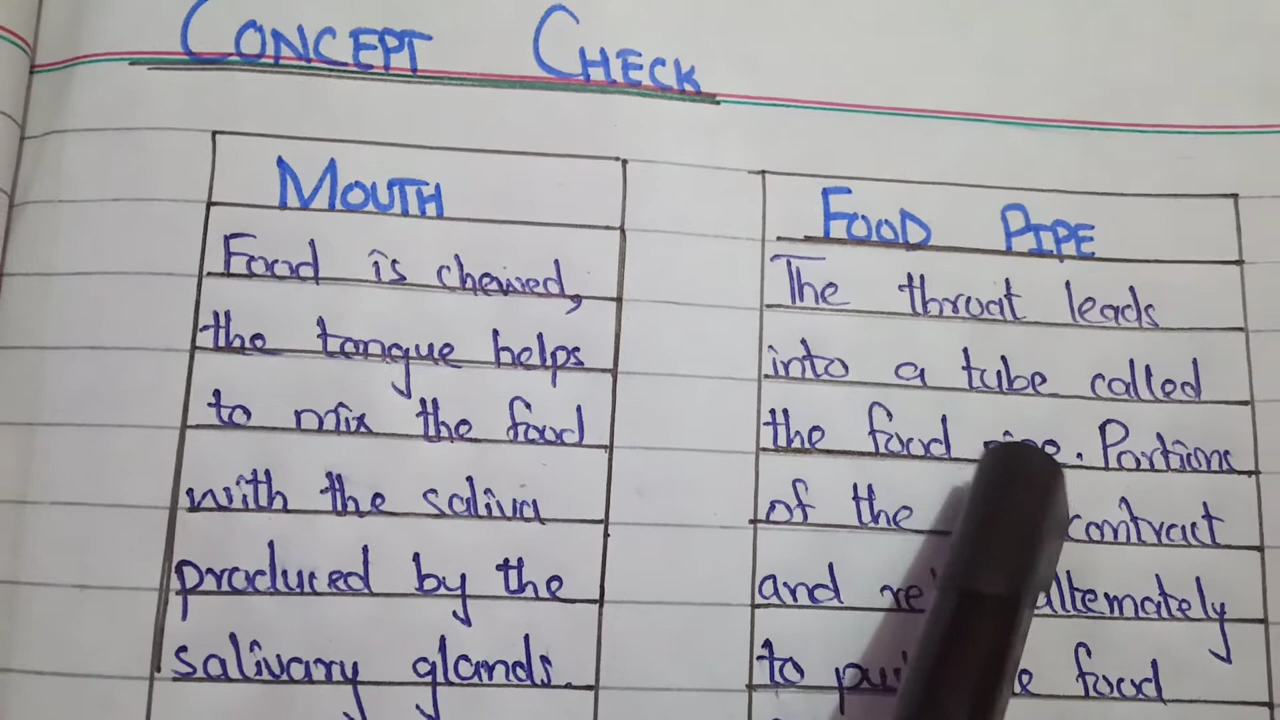 CONCEPT CHECK
MOUTH
Food is chewed,
the tongue helps
to mix the food
with the saliva
produced by the
salivary glands.
FOOD PIPE
The throat leads
into a tube called
the food pipe. Portions
of the contract
and alternately
to food